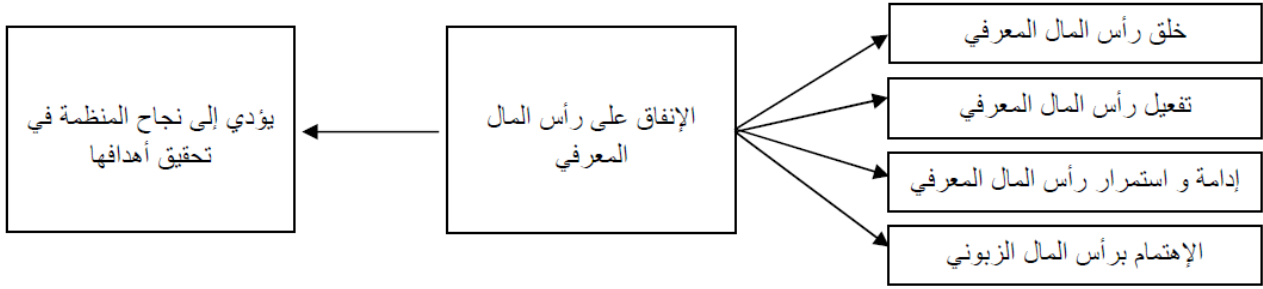 خلق رأس المال المعرفي
تفعيل رأس المال المعرفي
إدامة و استمرار رأس المال المعرفي
الإهتمام برأس المال الزبوني
الإنفاق على رأس المال
المعرفي
يؤدي إلى نجاح المنظمة في
تحقيق أهدافها